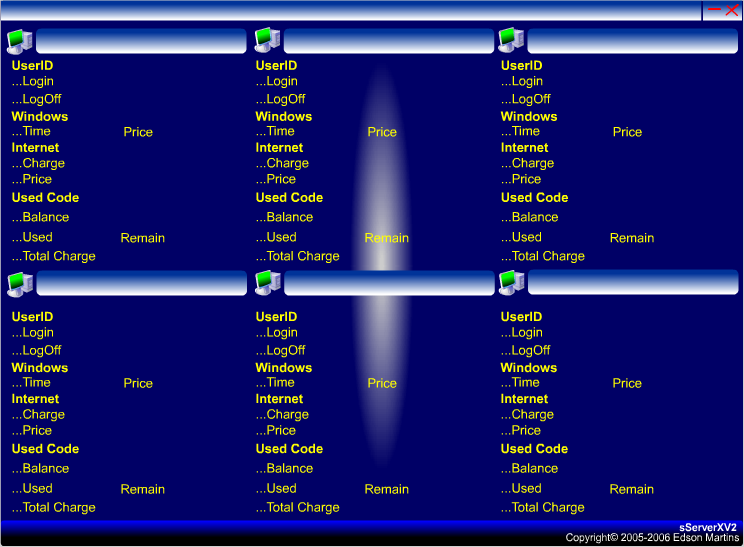 UserID
...Login
...LogOff
Windows
...Time Price
Internet
...Charge
...Price
Used Code
...Balance
...Used Remain
...Total Charge
UserID
...Login
...LogOff
Windows
...Time Price
Internet
...Charge
...Price
Used Code
...Balance
...Used Remain
...Total Charge
UserID
...Login
...LogOff
Windows
...Time Price
Internet
...Charge
...Price
Used Code
...Balance
...Used Remain
...Total Charge
UserID
...Login
...LogOff
Windows
...Time Price
Internet
...Charge
...Price
Used Code
...Balance
...Used Remain
...Total Charge
UserID
...Login
...LogOff
Windows
...Time Price
Internet
...Charge
...Price
Used Code
...Balance
...Used Remain
...Total Charge
UserID
...Login
...LogOff
Windows
...Time Price
Internet
...Charge
...Price
Used Code
...Balance
...Used Remain
...Total Charge
sServerXV2
Copyright© 2005-2006 Edson Martins